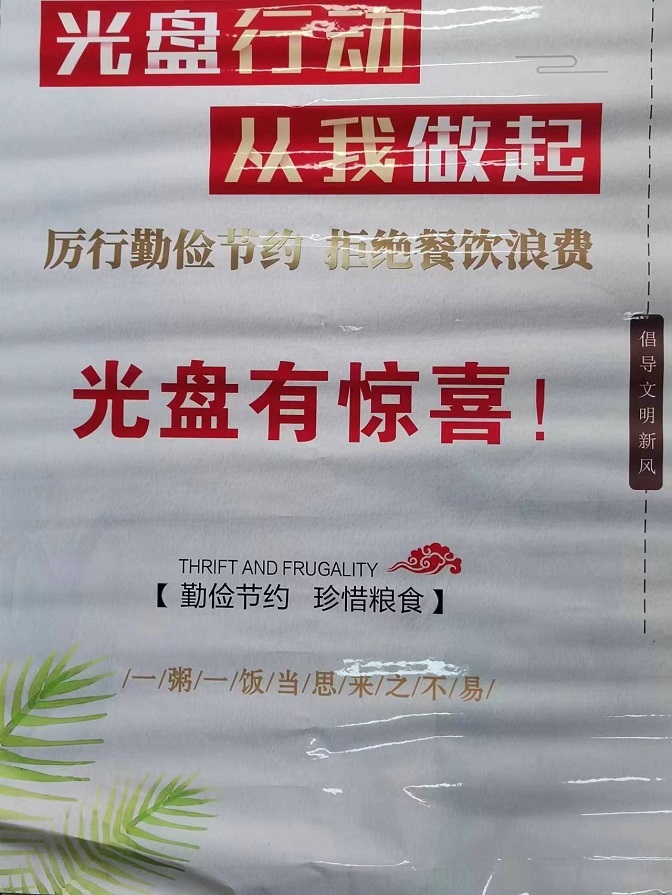 光盘行动
从我做起
厉行勤俭节约 拒绝餐饮浪费
倡导文明新风
光盘有惊喜!
THRIFT AND FRUGALITY
【勤俭节约 珍惜粮食】
/一/粥/一/饭/当/思/来/之/不/易/